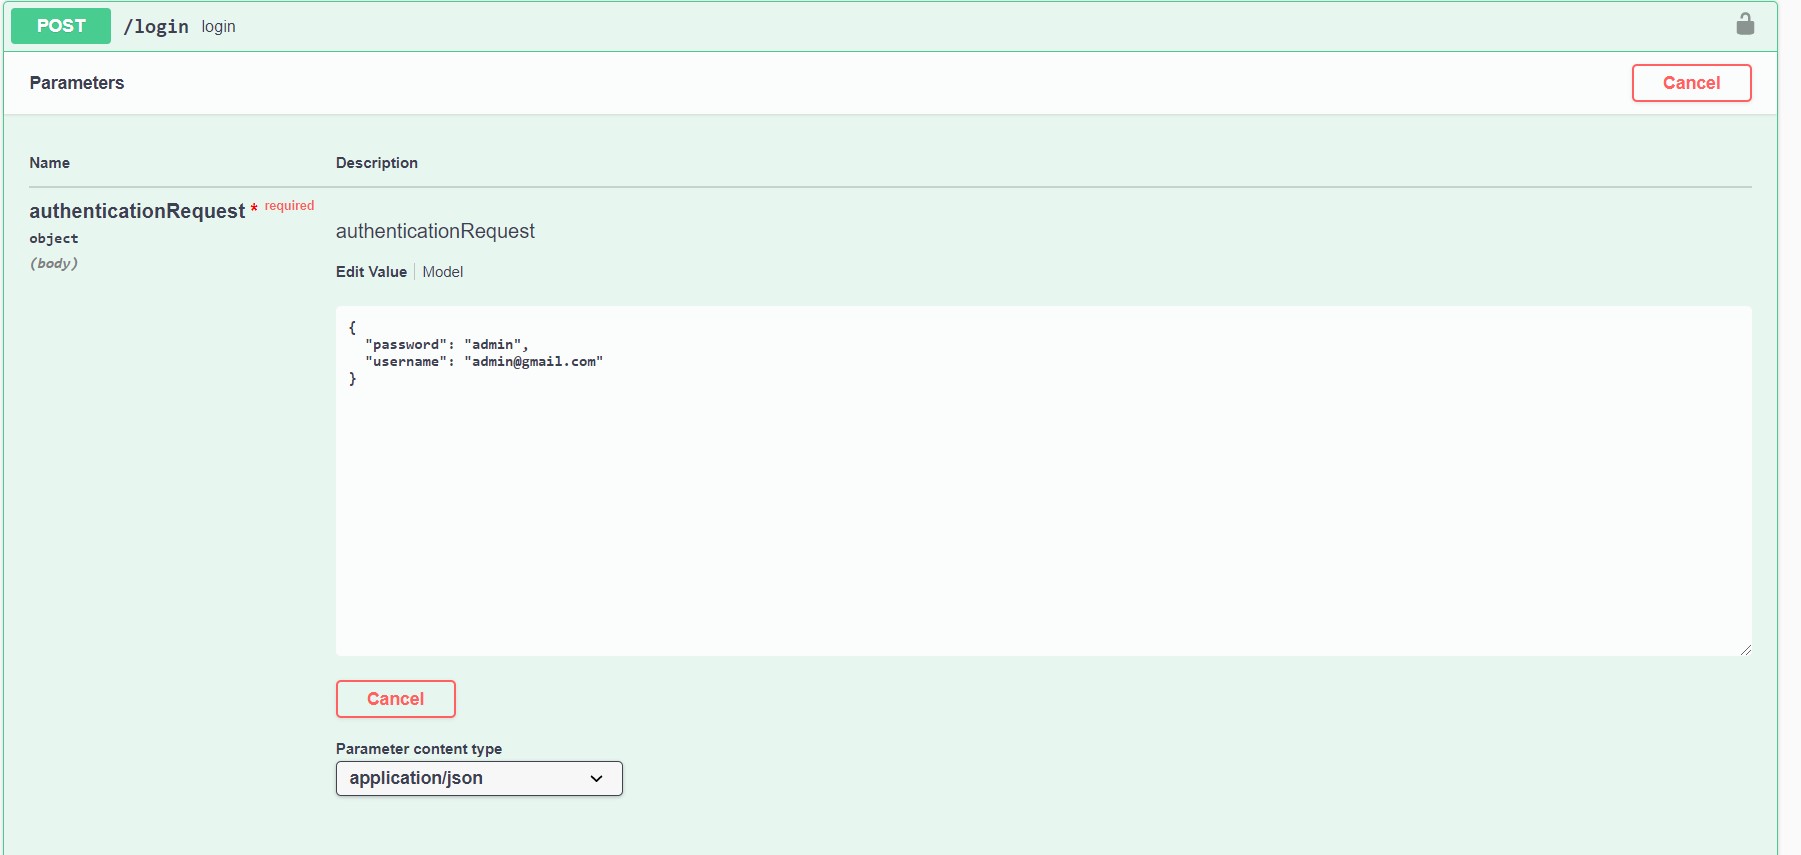 POST /login login
Parameters Cancel
Name Description
authenticationRequest * required
object
(body)
authenticationRequest
Edit Value | Model
{
"password": "admin",
"username": "admin@gmail.com"
}
Cancel
Parameter content type
application/json